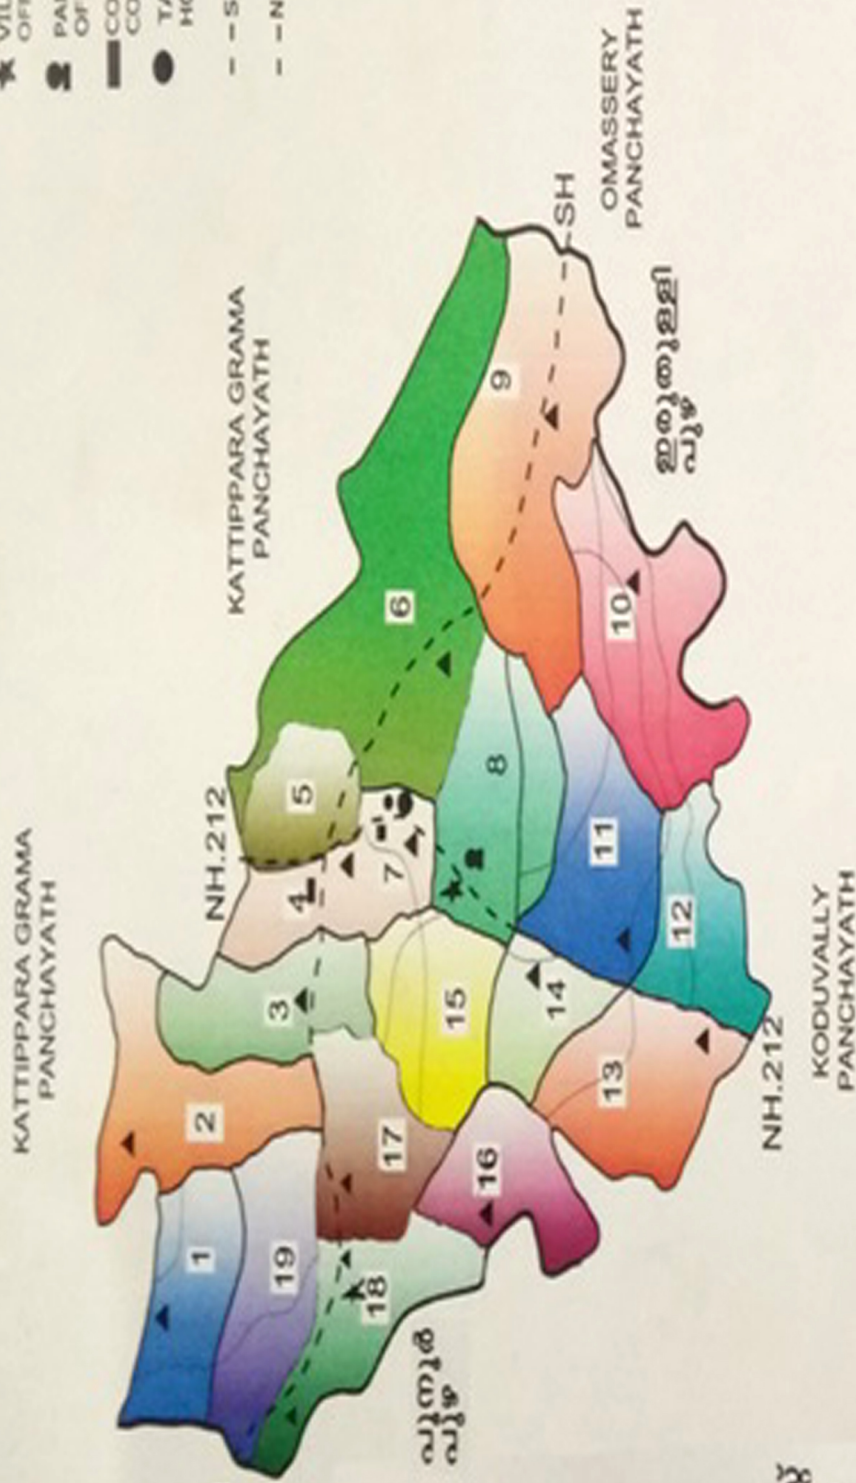 KATTIPPARA GRAMA
PANCHAYATH
KATTIPPARA GRAMA
PANCHAYATH
NH.212
OMASSERY
PANCHAYATH
SH
1
2
3
4
5
6
7
8
9
10
11
12
13
14
15
16
17
18
19
ഇരുതുള്ളി
പുഴ
പൂനൂര്
പുഴ
NH.212
KODUVALLY
PANCHAYATH